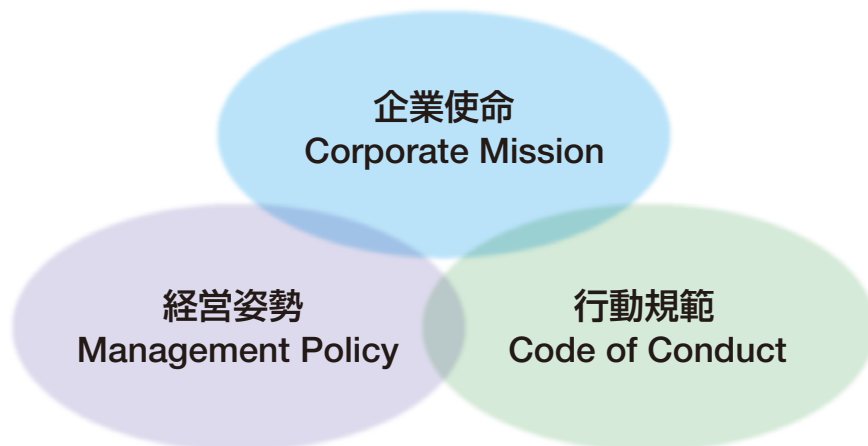 企業使命
Corporate Mission
経営姿勢
Management Policy
行動規範
Code of Conduct